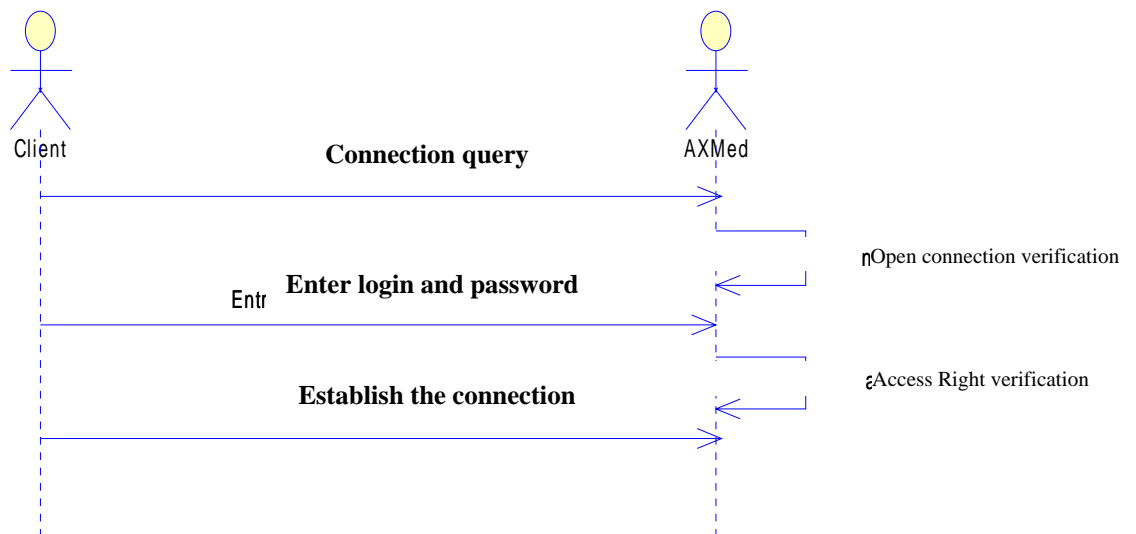 Client
AXMed
Connection query
Open connection verification
Enter login and password
Entr
Access Right verification
Establish the connection